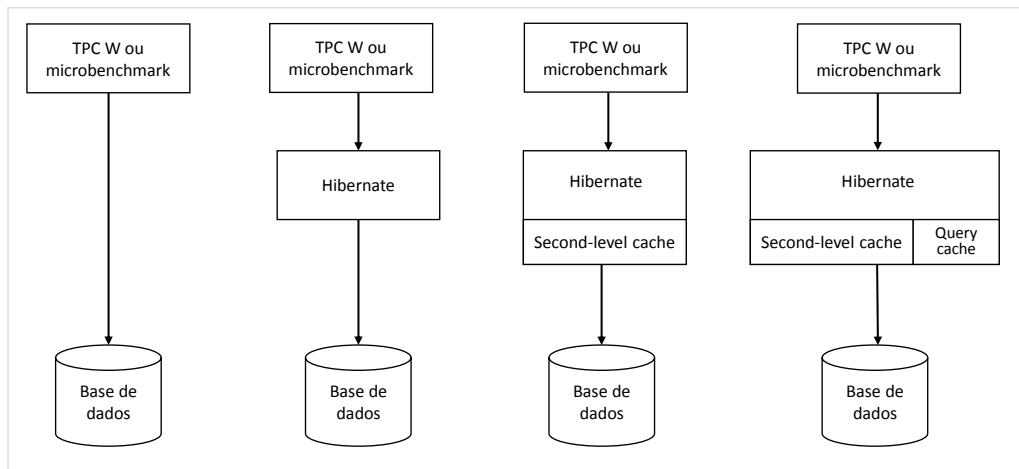 TPC W ou
microbenchmark
TPC W ou
microbenchmark
TPC W ou
microbenchmark
TPC W ou
microbenchmark
Hibernate
Hibernate
Hibernate
Second-level cache
Second-level cache
Query
cache
Base de
dados
Base de
dados
Base de
dados
Base de
dados